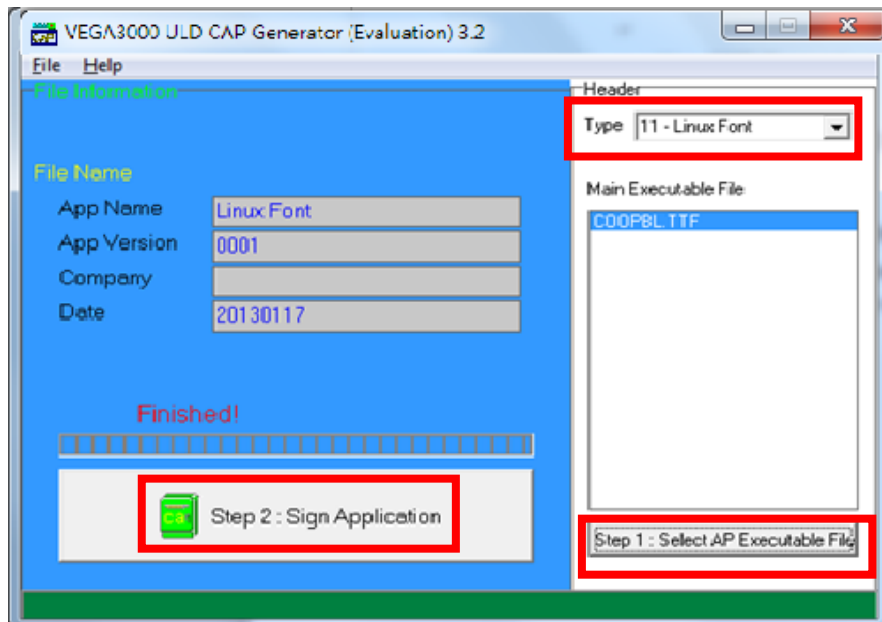 VEGA3000 ULD CAP Generator (Evaluation) 3.2
File Help
File Information
File Name
App Name Linux Font
App Version 0001
Company
Date 20130117
Finished!
cap
Step 2 : Sign Application
Header
Type 11 - Linux Font
Main Executable File
COOPBL.TTF
Step 1 : Select AP Executable File